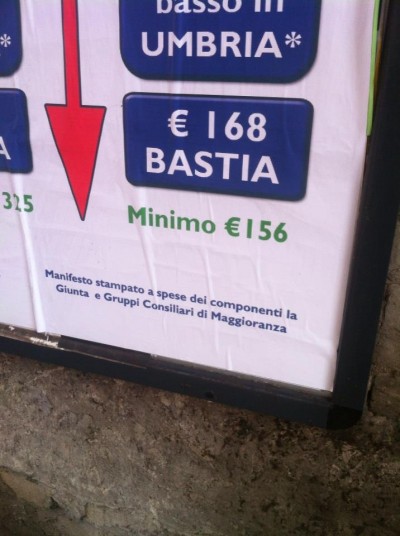 basso in
UMBRIA*
*
€ 168
BASTIA
A
325
Minimo €156
Manifesto stampato a spese dei componenti la
Giunta e Gruppi Consiliari di Maggioranza